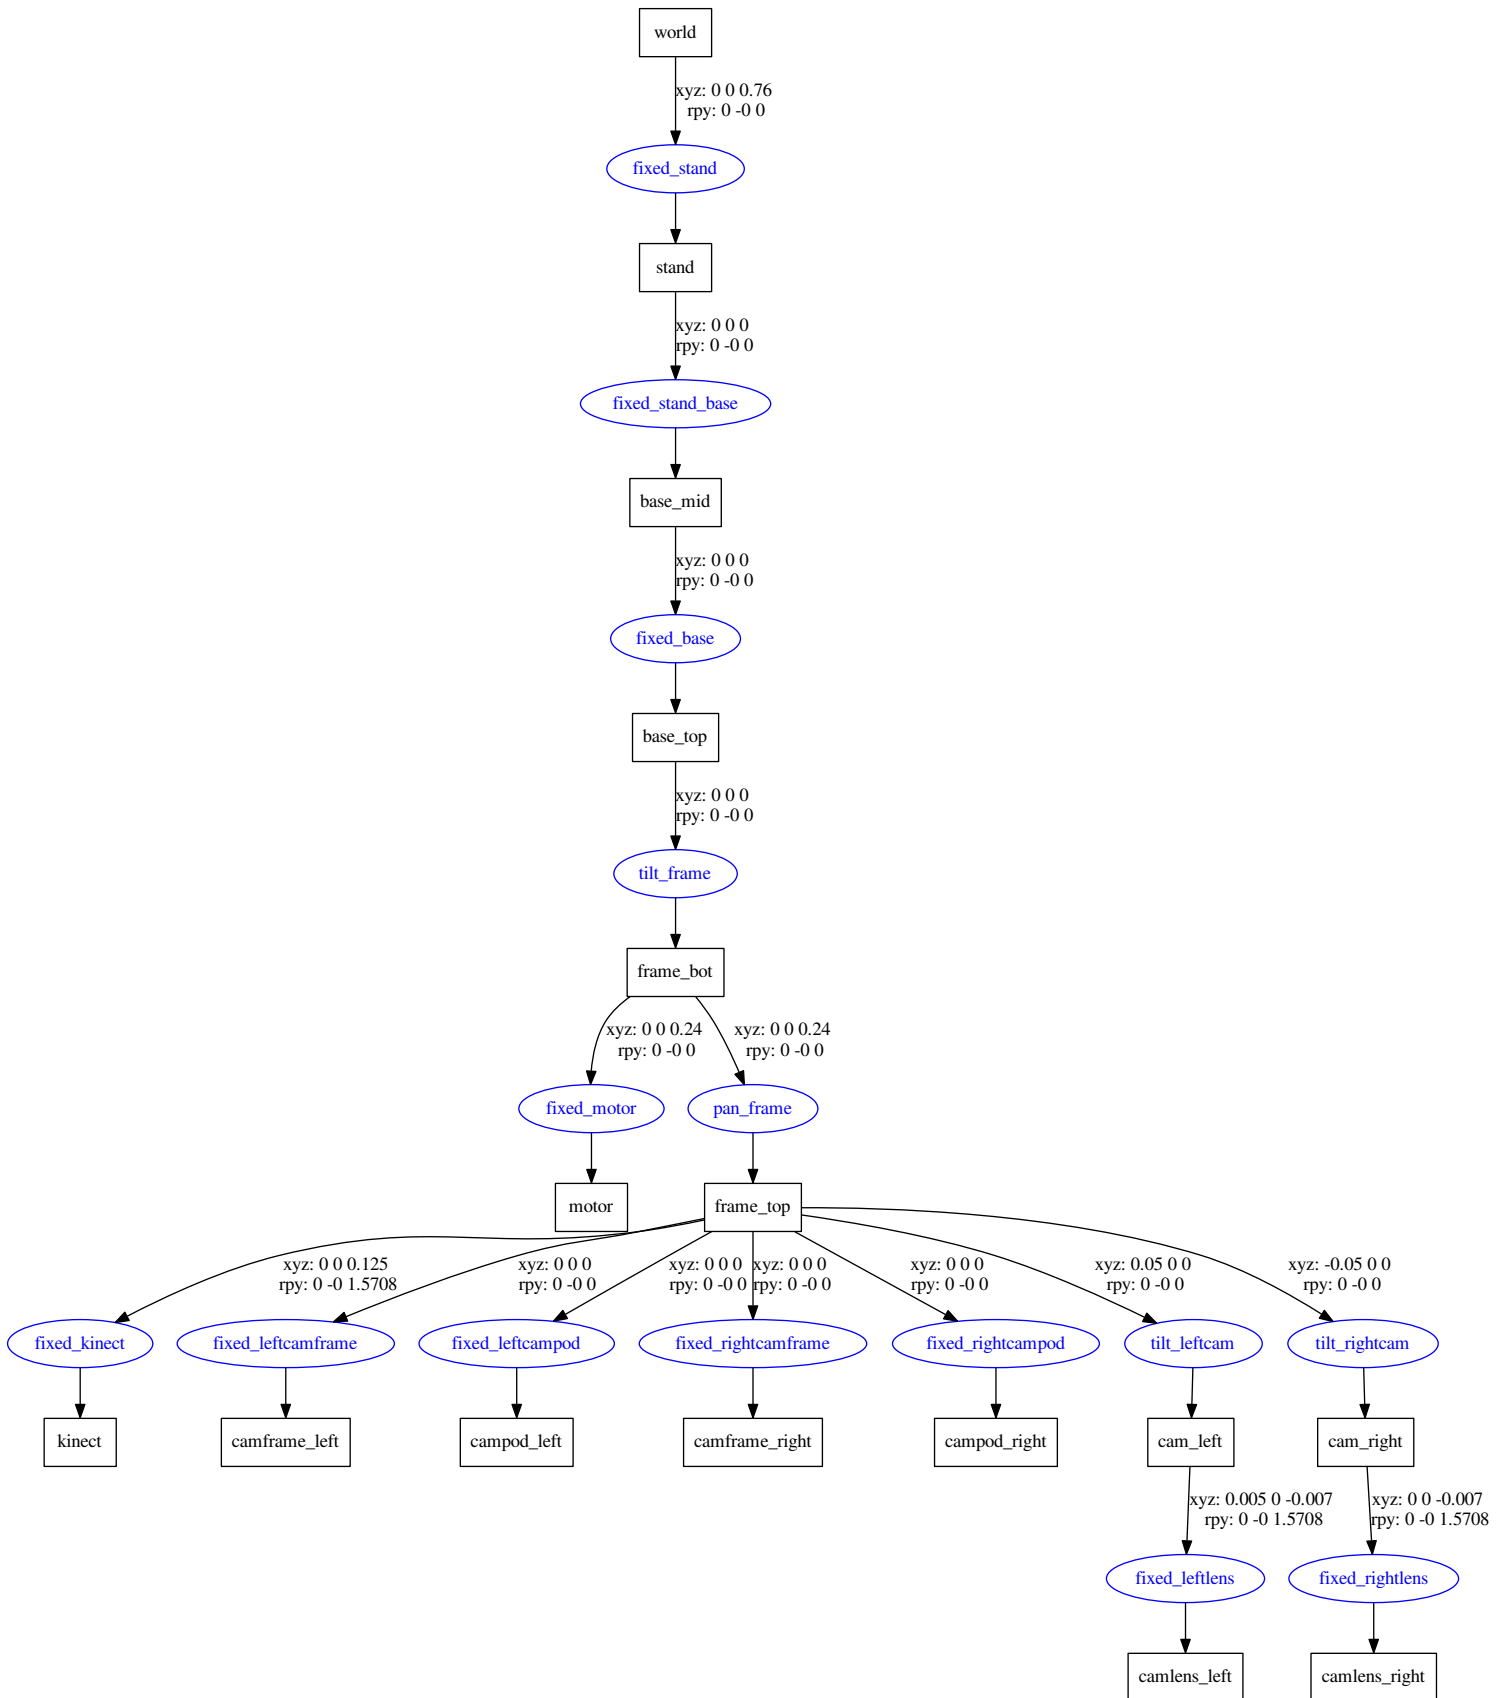 world
xyz: 0 0 0.76
rpy: 0 -0 0
fixed_stand
stand
xyz: 0 0 0
rpy: 0 -0 0
fixed_stand_base
base_mid
xyz: 0 0 0
rpy: 0 -0 0
fixed_base
base_top
xyz: 0 0 0
rpy: 0 -0 0
tilt_frame
frame_bot
xyz: 0 0 0.24
rpy: 0 -0 0
xyz: 0 0 0.24
rpy: 0 -0 0
fixed_motor
pan_frame
motor
frame_top
xyz: 0 0 0.125
rpy: 0 -0 1.5708
xyz: 0 0 0
rpy: 0 -0 0
xyz: 0 0 0
rpy: 0 -0 0
xyz: 0 0 0
rpy: 0 -0 0
xyz: 0 0 0
rpy: 0 -0 0
xyz: 0.05 0 0
rpy: 0 -0 0
xyz: -0.05 0 0
rpy: 0 -0 0
fixed_kinect
fixed_leftcamframe
fixed_leftcampod
fixed_rightcamframe
fixed_rightcampod
tilt_leftcam
tilt_rightcam
kinect
camframe_left
campod_left
camframe_right
campod_right
cam_left
cam_right
xyz: 0.005 0 -0.007
rpy: 0 -0 1.5708
xyz: 0 0 -0.007
rpy: 0 -0 1.5708
fixed_leftlens
fixed_rightlens
camlens_left
camlens_right